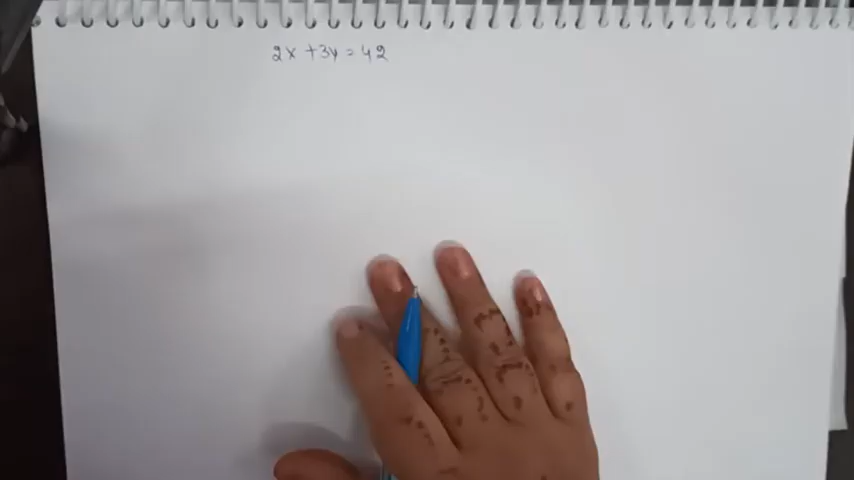 2x + 3y = 42